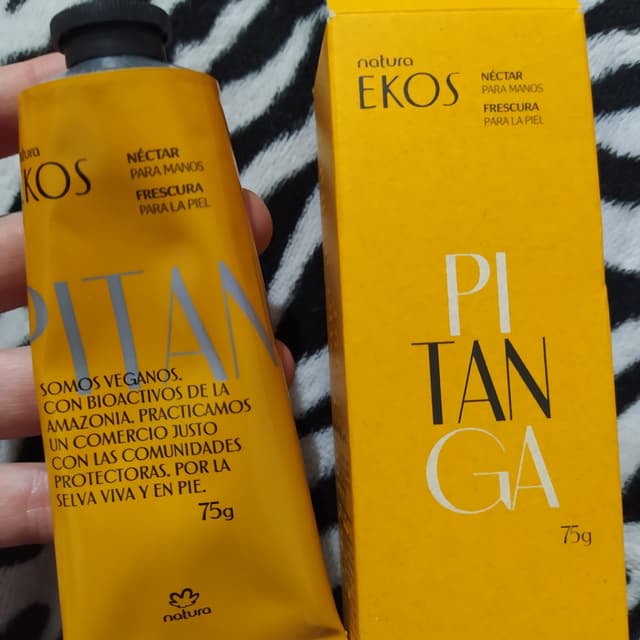 tura
KOS
NÉCTAR
PARA MANOS
FRESCURA
PARA LA PIEL
PITAN
SOMOS VEGANOS.
CON BIOACTIVOS DE LA
AMAZONIA. PRACTICAMOS
UN COMERCIO JUSTO
CON LAS COMUNIDADES
PROTECTORAS. POR LA
SELVA VIVA Y EN PIE.
75g
natura
natura
EKOS
NÉCTAR
PARA MANOS
FRESCURA
PARA LA PIEL
PI
TAN
GA
75g